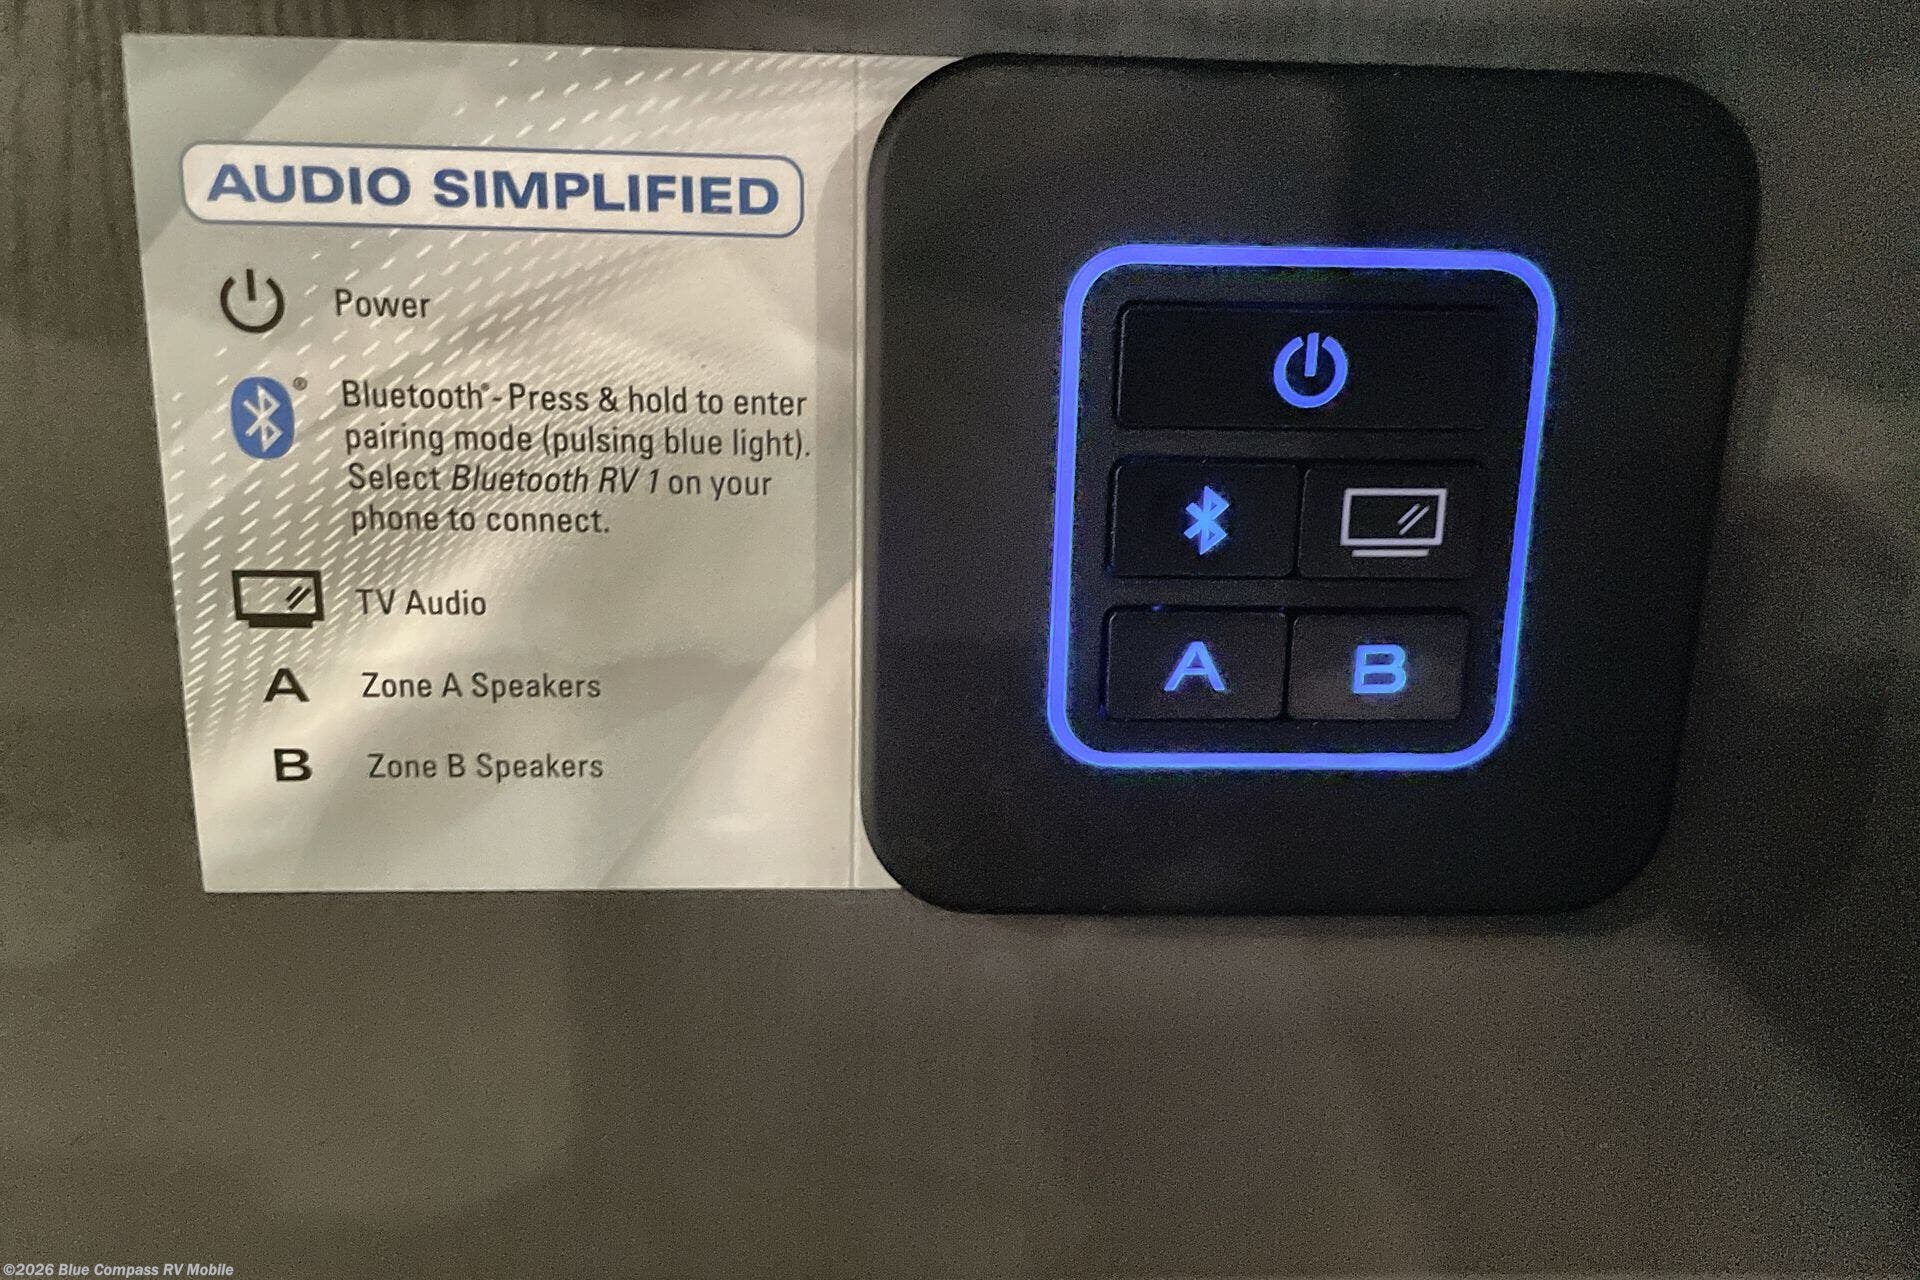 AUDIO SIMPLIFIED
Power
Bluetooth®-Press & hold to enter
pairing mode (pulsing blue light).
Select Bluetooth RV 1 on your
phone to connect.
TV Audio
A Zone A Speakers
B Zone B Speakers
A B
©2026 Blue Compass RV Mobile